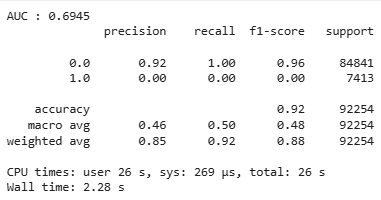 AUC : 0.6945
precision recall f1-score support
0.0 0.92 1.00 0.96 84841
1.0 0.00 0.00 0.00 7413
accuracy 0.92 92254
macro avg 0.46 0.50 0.48 92254
weighted avg 0.85 0.92 0.88 92254
CPU times: user 26 s, sys: 269 µs, total: 26 s
Wall time: 2.28 s